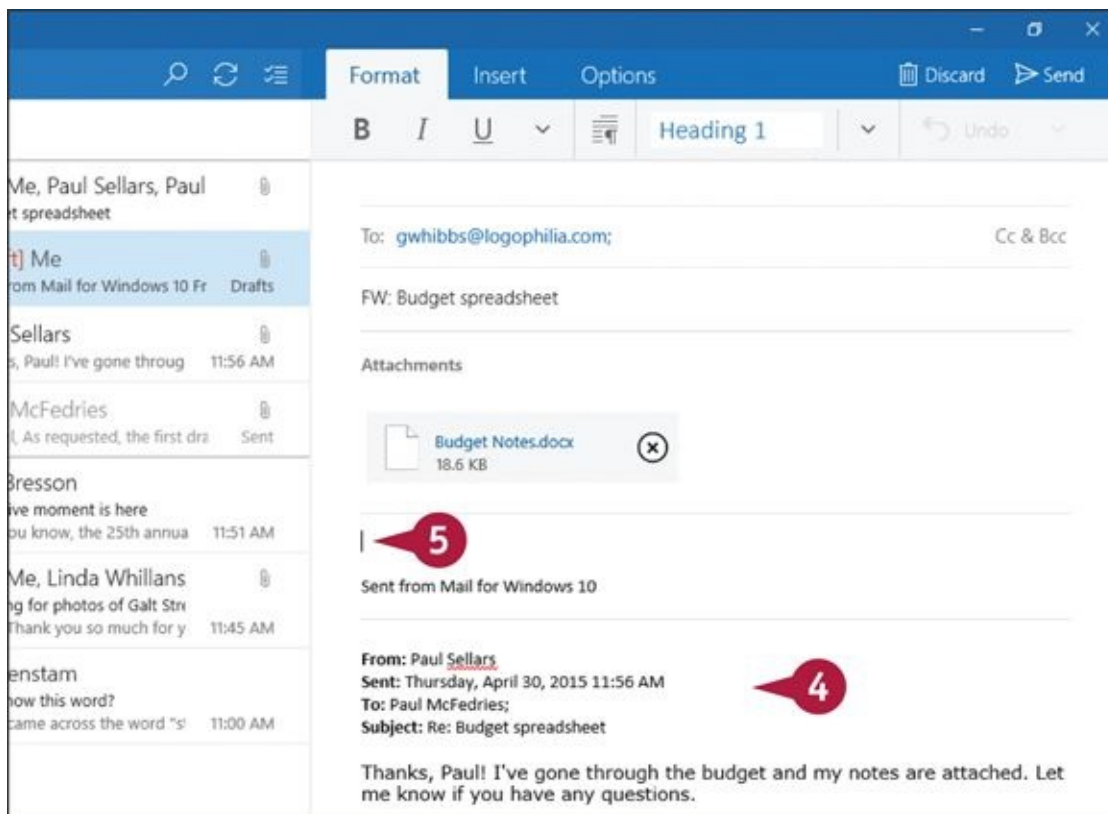 Format Insert Options Discard Send
B I U Heading 1 Undo
Me, Paul Sellars, Paul
t spreadsheet
t] Me
rom Mail for Windows 10 Fr Drafts
Sellars
s, Paul! I've gone throug 11:56 AM
McFedries
l, As requested, the first dra Sent
Bresson
ive moment is here
ou know, the 25th annua 11:51 AM
Me, Linda Whillans
ng for photos of Galt Stre
Thank you so much for y 11:45 AM
enstam
now this word?
came across the word "s' 11:00 AM
To: gwhibbs@logophilia.com; Cc & Bcc
FW: Budget spreadsheet
Attachments
Budget Notes.docx
18.6 KB
5
Sent from Mail for Windows 10
From: Paul Sellars
Sent: Thursday, April 30, 2015 11:56 AM
4
To: Paul McFedries;
Subject: Re: Budget spreadsheet
Thanks, Paul! I've gone through the budget and my notes are attached. Let
me know if you have any questions.